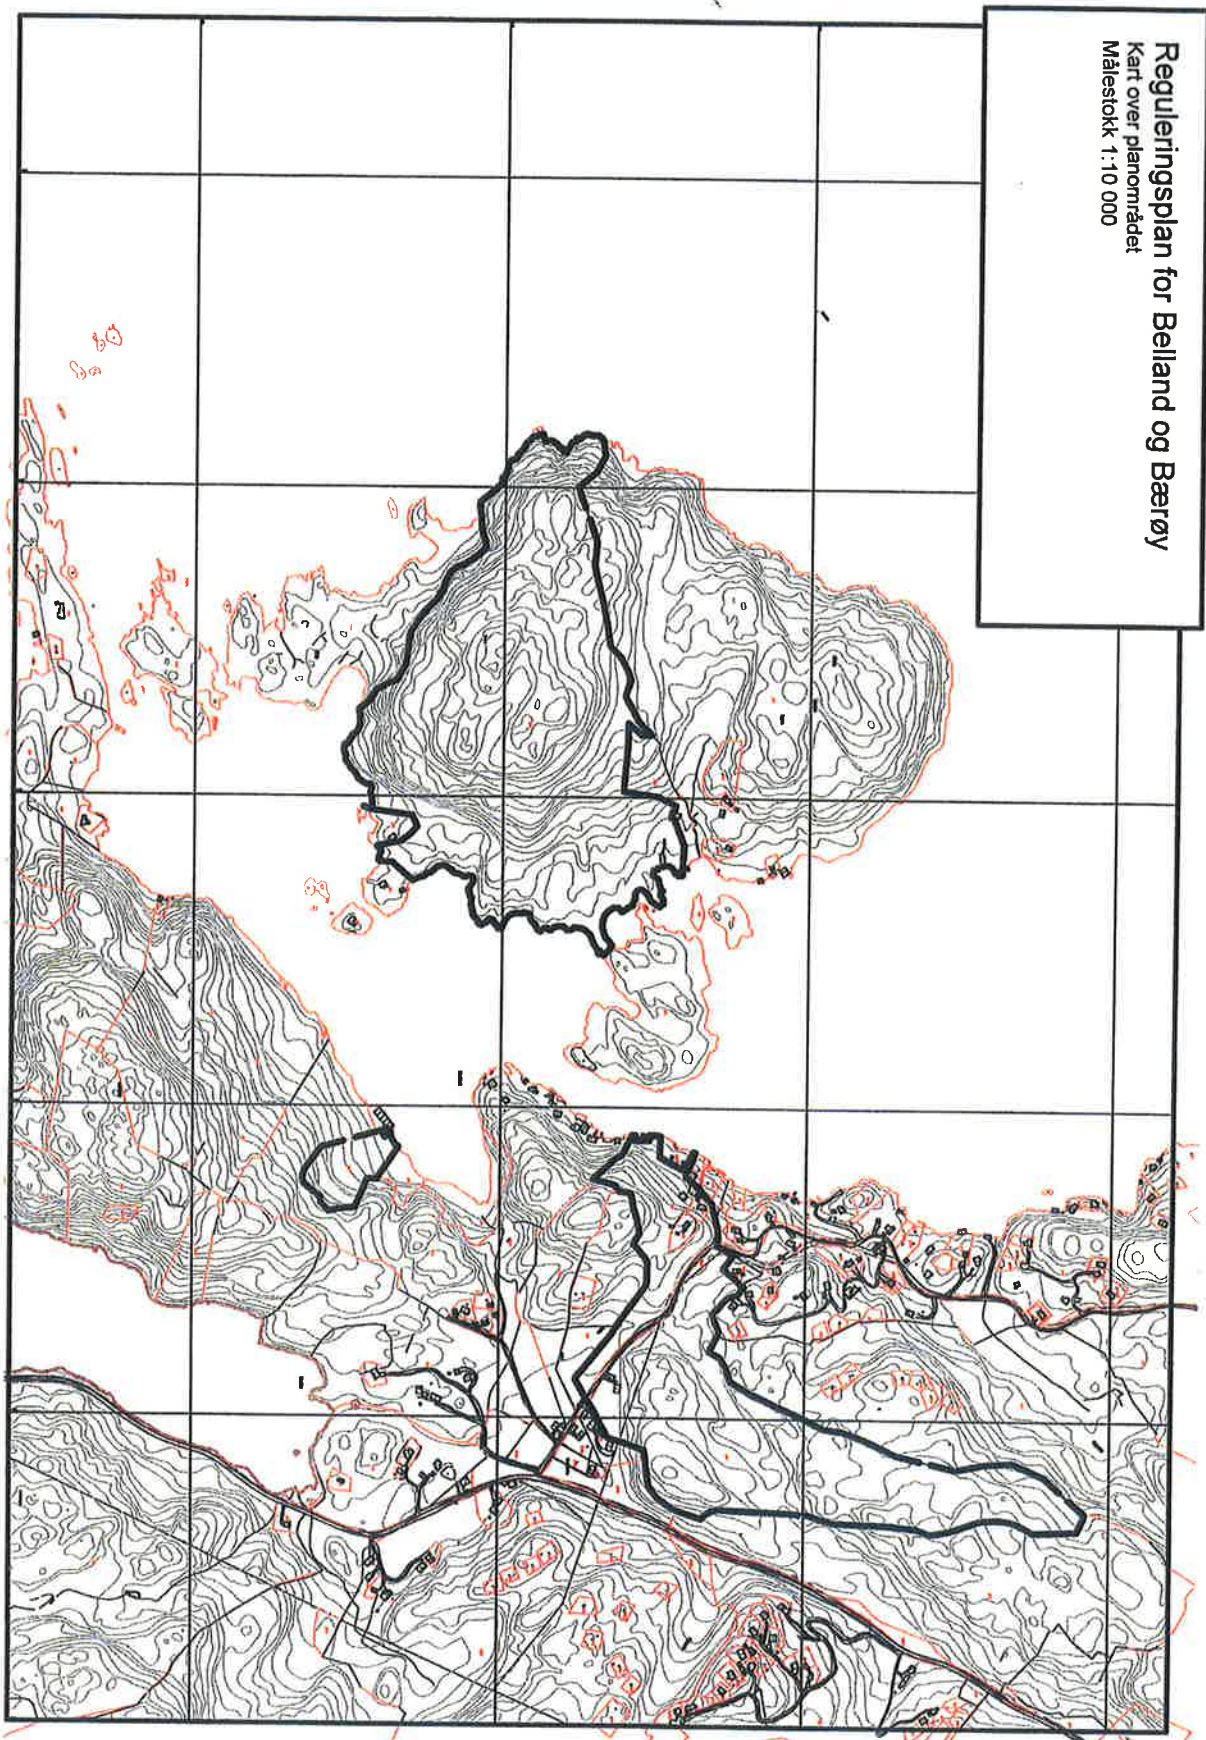 Reguleringsplan for Belland og Bærøy
Kart over planområdet
Målestokk 1:10 000